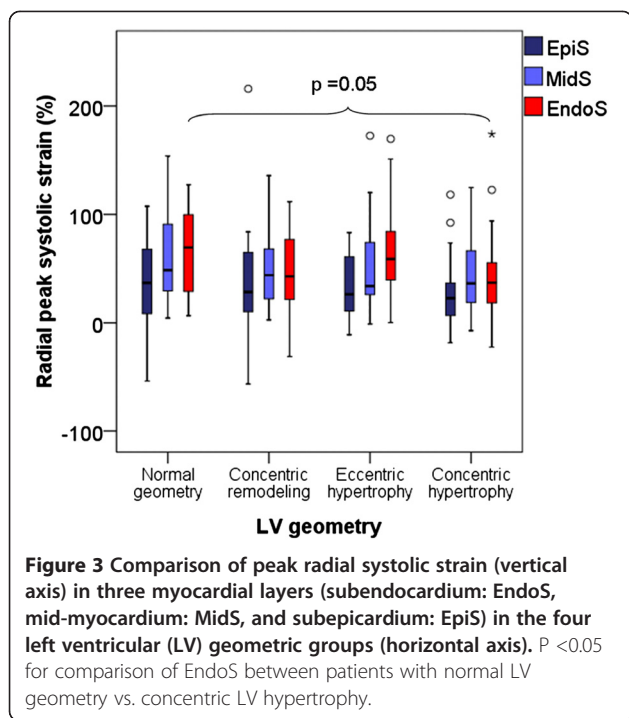 EpiS
MidS
EndoS
p =0.05
200
100
0
-100
Radial peak systolic strain (%)
Normal geometry
Concentric remodeling
Eccentric hypertrophy
Concentric hypertrophy
LV geometry
Figure 3 Comparison of peak radial systolic strain (vertical
axis) in three myocardial layers (subendocardium: EndoS,
mid-myocardium: MidS, and subepicardium: EpiS) in the four
left ventricular (LV) geometric groups (horizontal axis). P <0.05
for comparison of EndoS between patients with normal LV
geometry vs. concentric LV hypertrophy.